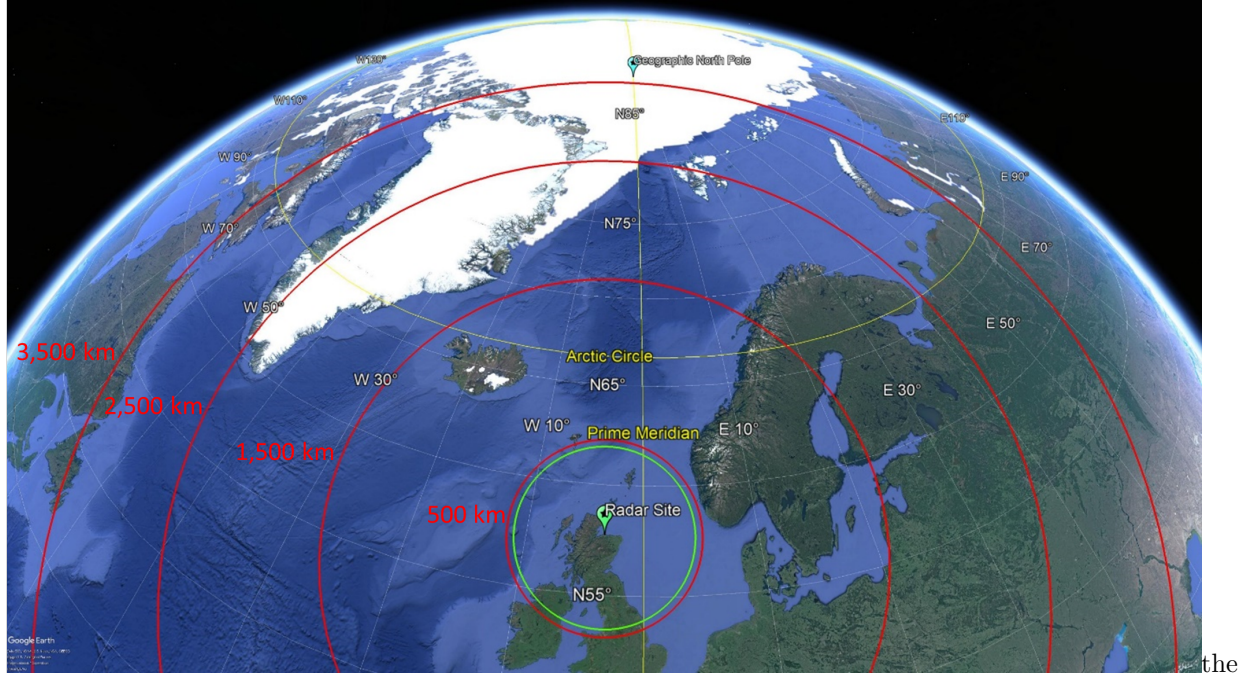 Geographic North Pole
W130°
W110°
N85°
E110°
W 90°
E 90°
W 70°
N75°
E 70°
W 50°
E 50°
3,500 km
Arctic Circle
W 30°
N65°
E 30°
2,500 km
W 10°
Prime Meridian
E 10°
1,500 km
500 km
Radar Site
N55°
Google Earth
the